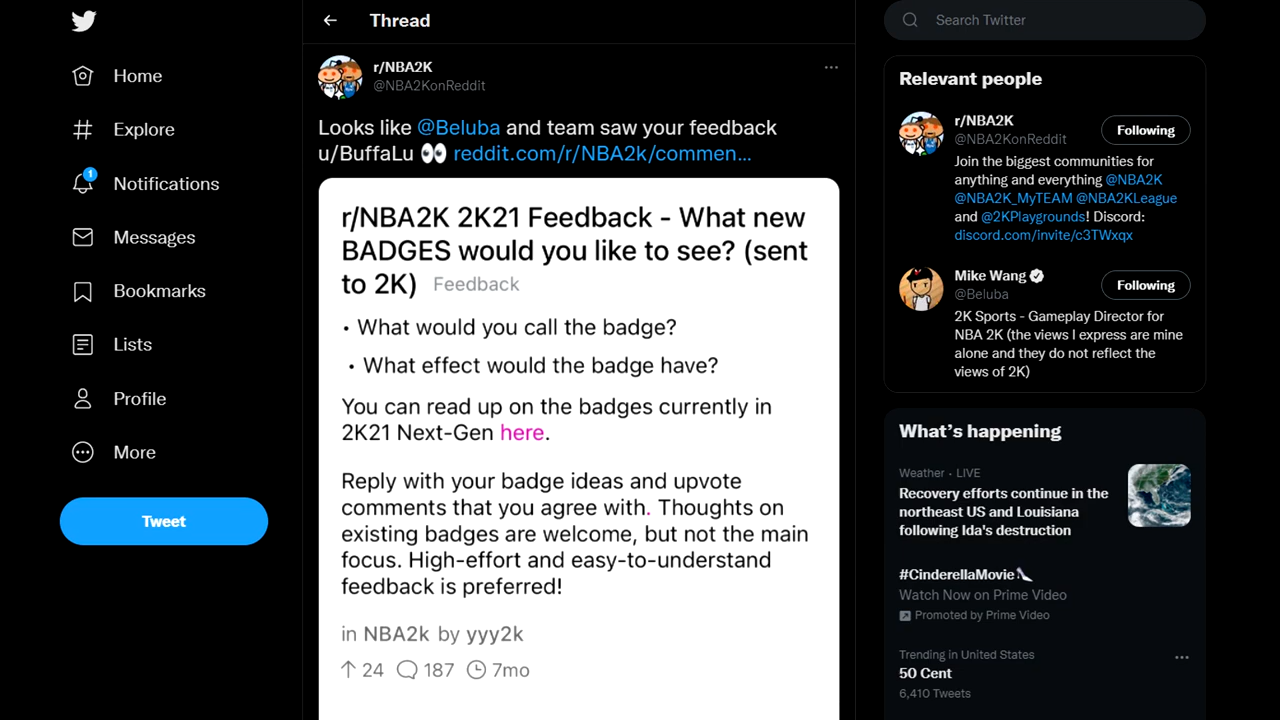 Home
Explore
1
Notifications
Messages
Bookmarks
Lists
Profile
More
Tweet
Thread
r/NBA2K
@NBA2KonReddit
Looks like @Beluba and team saw your feedback
u/BuffaLu 👀 reddit.com/r/NBA2k/commen…
r/NBA2K 2K21 Feedback - What new
BADGES would you like to see? (sent
to 2K) Feedback
• What would you call the badge?
• What effect would the badge have?
You can read up on the badges currently in
2K21 Next-Gen here.
Reply with your badge ideas and upvote
comments that you agree with. Thoughts on
existing badges are welcome, but not the main
focus. High-effort and easy-to-understand
feedback is preferred!
in NBA2k by yyy2k
24 187 7mo
Search Twitter
Relevant people
r/NBA2K
@NBA2KonReddit
Following
Join the biggest communities for
anything and everything @NBA2K
@NBA2K_MyTEAM @NBA2KLeague
and @2KPlaygrounds! Discord:
discord.com/invite/c3TWxqx
Mike Wang
@Beluba
Following
2K Sports - Gameplay Director for
NBA 2K (the views I express are mine
alone and they do not reflect the
views of 2K)
What's happening
Weather · LIVE
Recovery efforts continue in the
northeast US and Louisiana
following Ida's destruction
#CinderellaMovie
Watch Now on Prime Video
Promoted by Prime Video
Trending in United States
50 Cent
6,410 Tweets